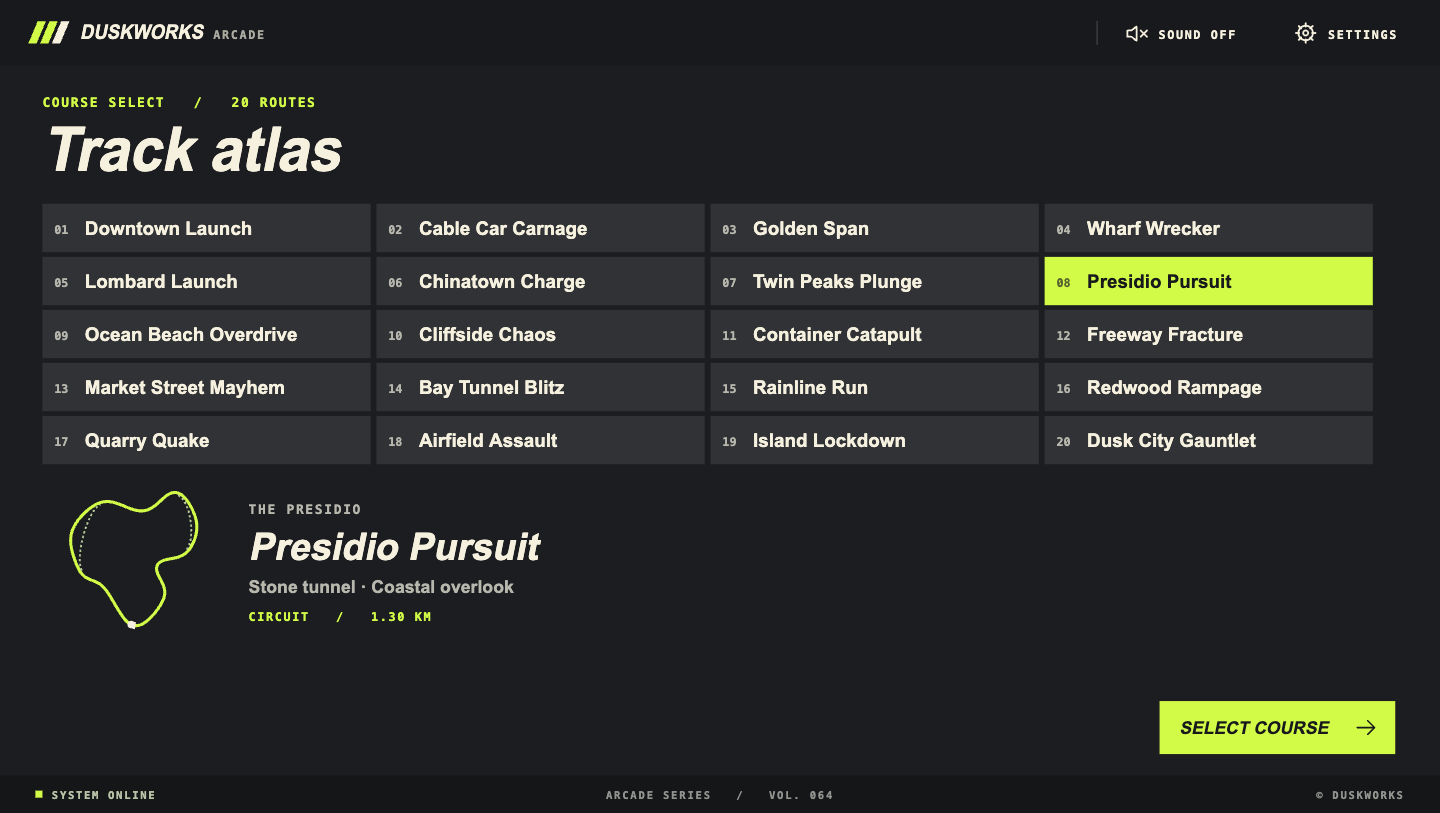 DUSKWORKS ARCADE
SOUND OFF
SETTINGS
COURSE SELECT / 20 ROUTES
Track atlas
01 Downtown Launch
02 Cable Car Carnage
03 Golden Span
04 Wharf Wrecker
05 Lombard Launch
06 Chinatown Charge
07 Twin Peaks Plunge
08 Presidio Pursuit
09 Ocean Beach Overdrive
10 Cliffside Chaos
11 Container Catapult
12 Freeway Fracture
13 Market Street Mayhem
14 Bay Tunnel Blitz
15 Rainline Run
16 Redwood Rampage
17 Quarry Quake
18 Airfield Assault
19 Island Lockdown
20 Dusk City Gauntlet
THE PRESIDIO
Presidio Pursuit
Stone tunnel · Coastal overlook
CIRCUIT / 1.30 KM
SELECT COURSE
SYSTEM ONLINE
ARCADE SERIES / VOL. 064
© DUSKWORKS